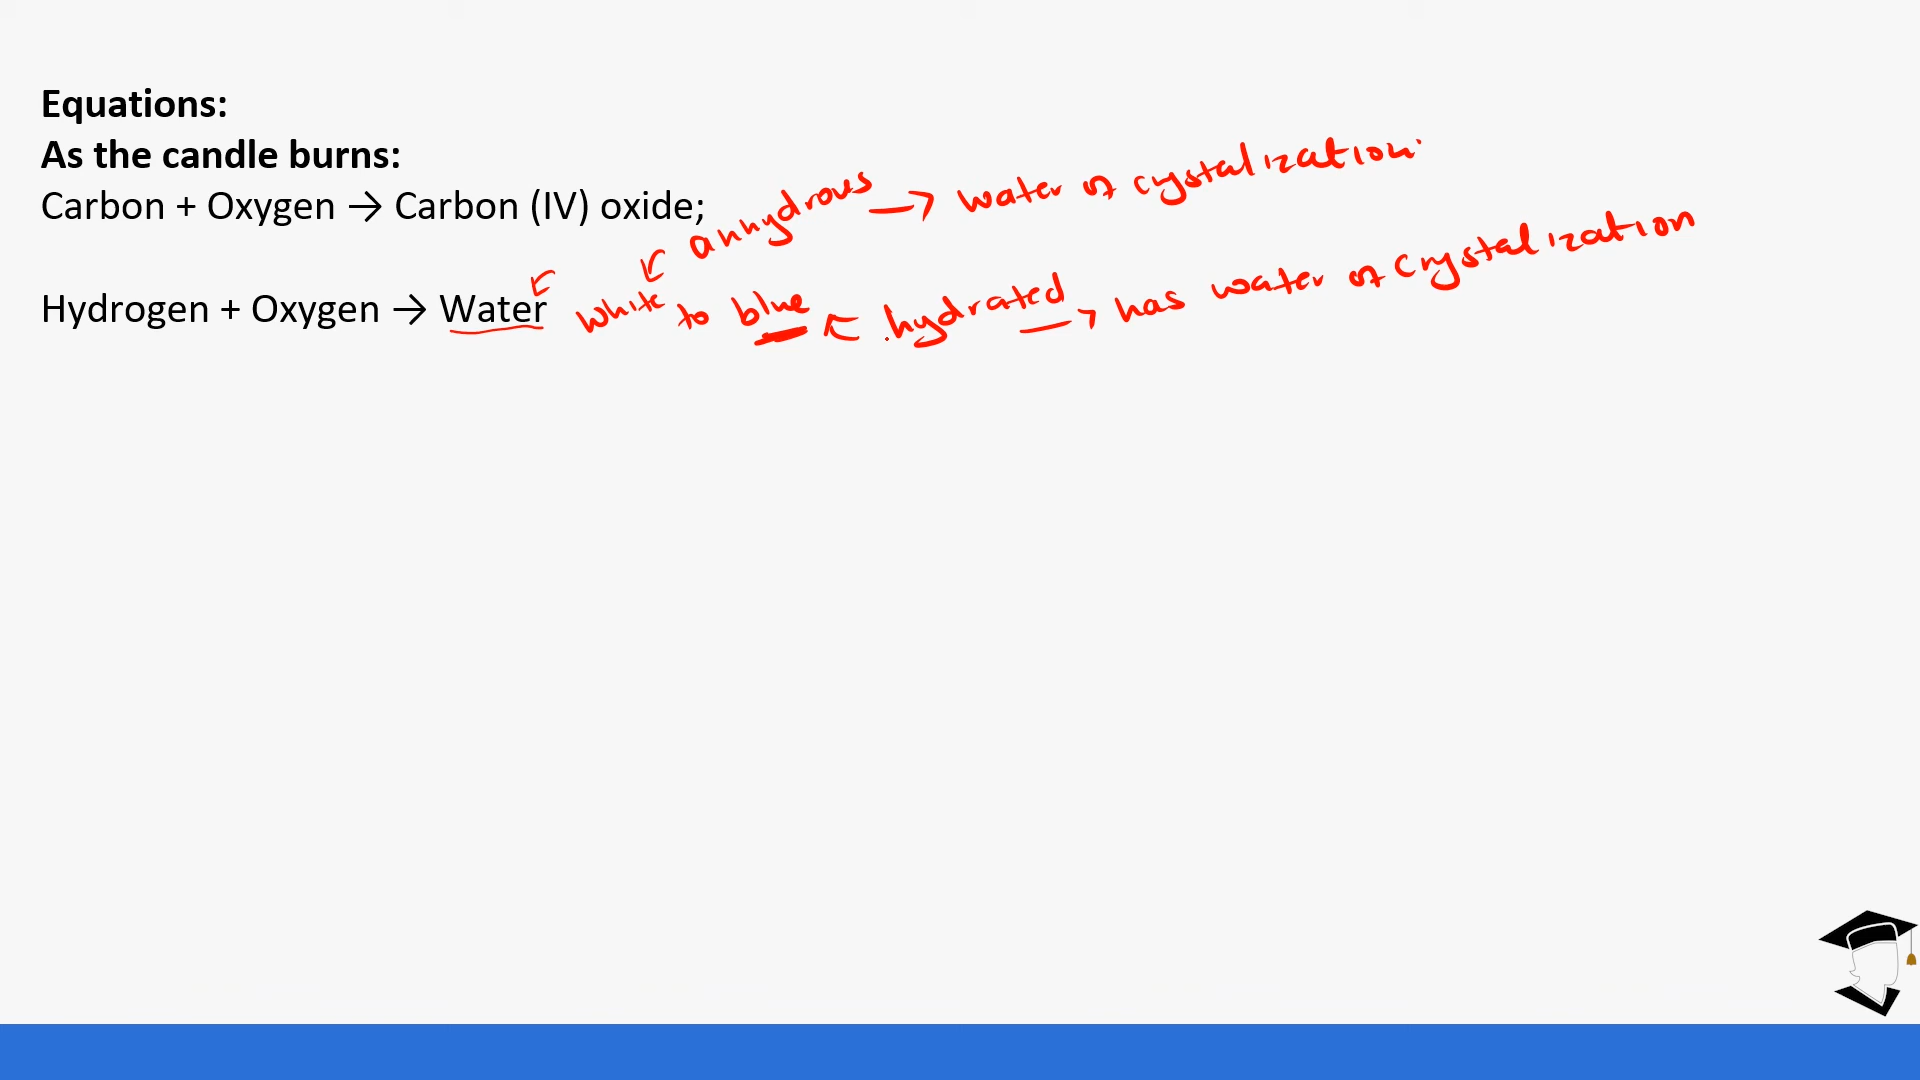 Equations:
As the candle burns:
Carbon + Oxygen → Carbon (IV) oxide;
anhydrous → water of crystalization.
Hydrogen + Oxygen → Water
white to blue ← hydrated → has water of crystalization